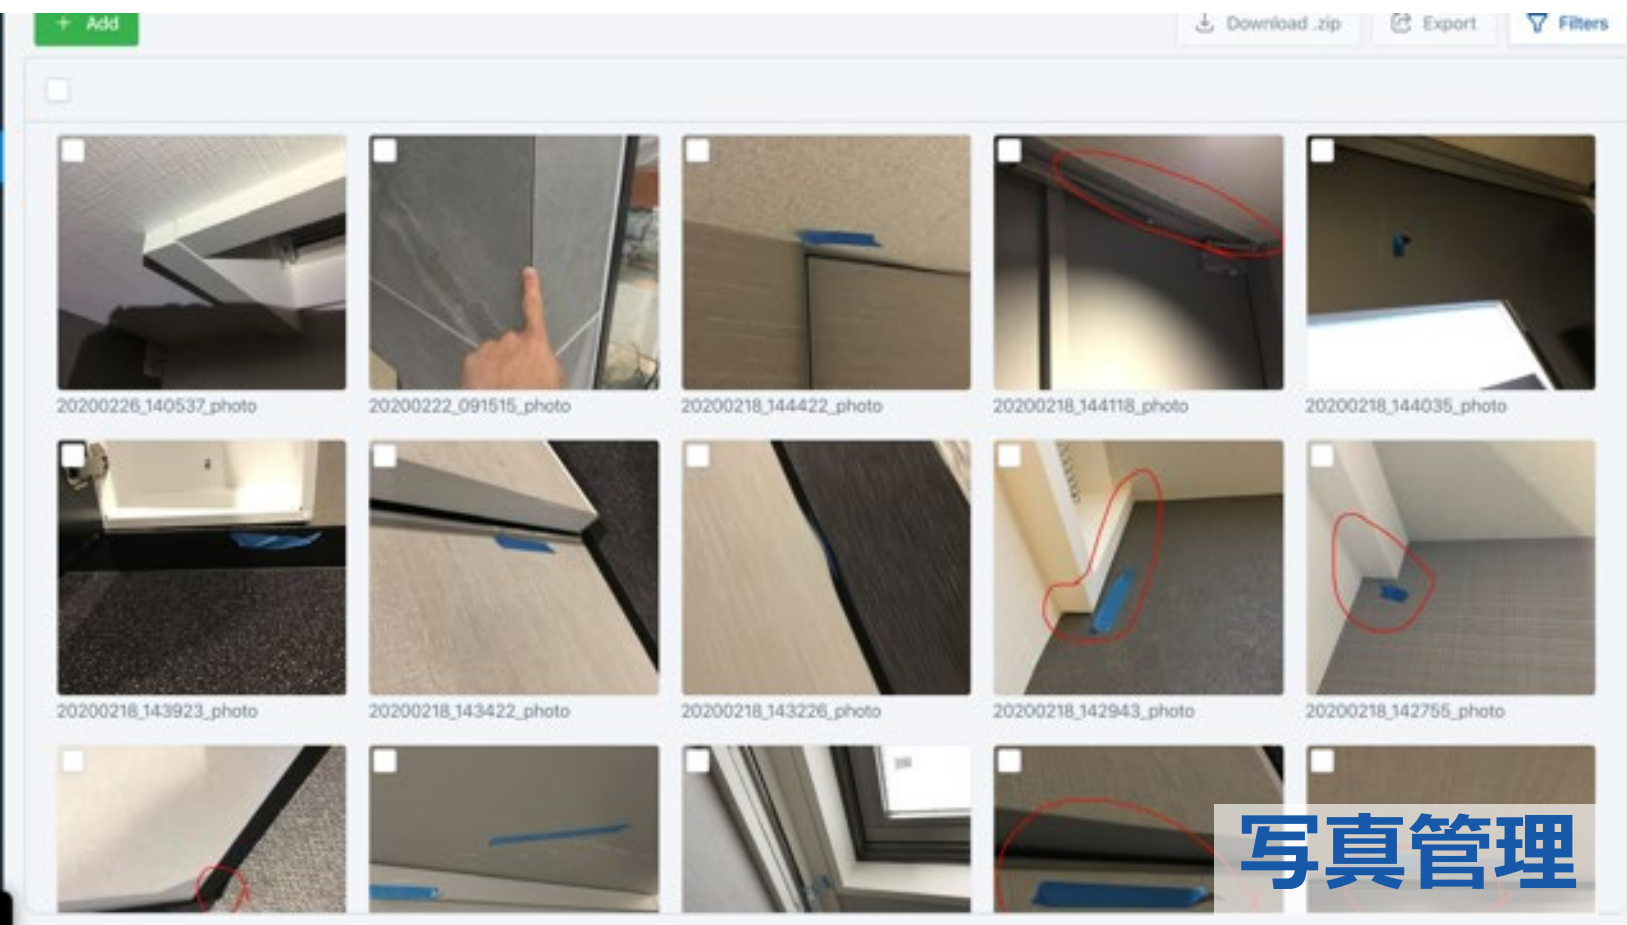 + Add
Download .zip
Export
Filters
20200226_140537_photo
20200222_091515_photo
20200218_144422_photo
20200218_144118_photo
20200218_144035_photo
20200218_143923_photo
20200218_143422_photo
20200218_143226_photo
20200218_142943_photo
20200218_142755_photo
写真管理